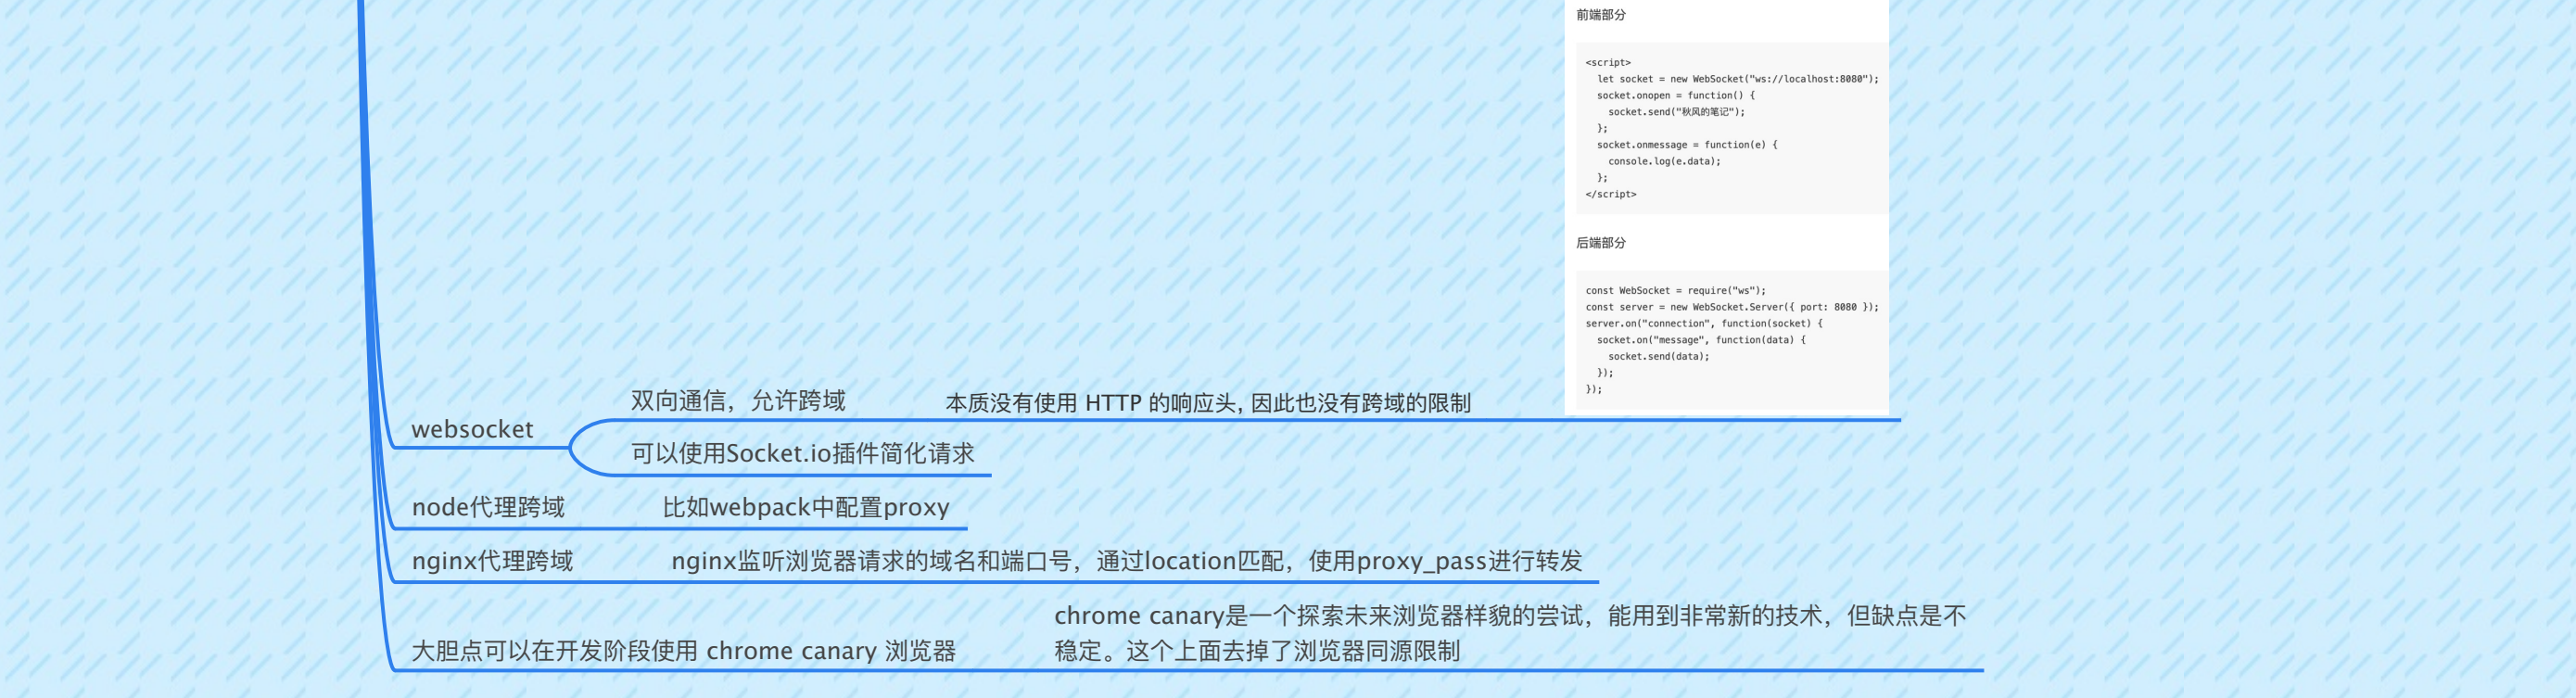 前端部分
<script>
let socket = new WebSocket("ws://localhost:8080");
socket.onopen = function() {
socket.send("秋风的笔记");
};
socket.onmessage = function(e) {
console.log(e.data);
};
</script>
后端部分
const WebSocket = require("ws");
const server = new WebSocket.Server({ port: 8080 });
server.on("connection", function(socket) {
socket.on("message", function(data) {
socket.send(data);
});
});
websocket
双向通信，允许跨域
本质没有使用 HTTP 的响应头, 因此也没有跨域的限制
可以使用Socket.io插件简化请求
node代理跨域
比如webpack中配置proxy
nginx代理跨域
nginx监听浏览器请求的域名和端口号，通过location匹配，使用proxy_pass进行转发
大胆点可以在开发阶段使用 chrome canary 浏览器
chrome canary是一个探索未来浏览器样貌的尝试，能用到非常新的技术，但缺点是不
稳定。这个上面去掉了浏览器同源限制